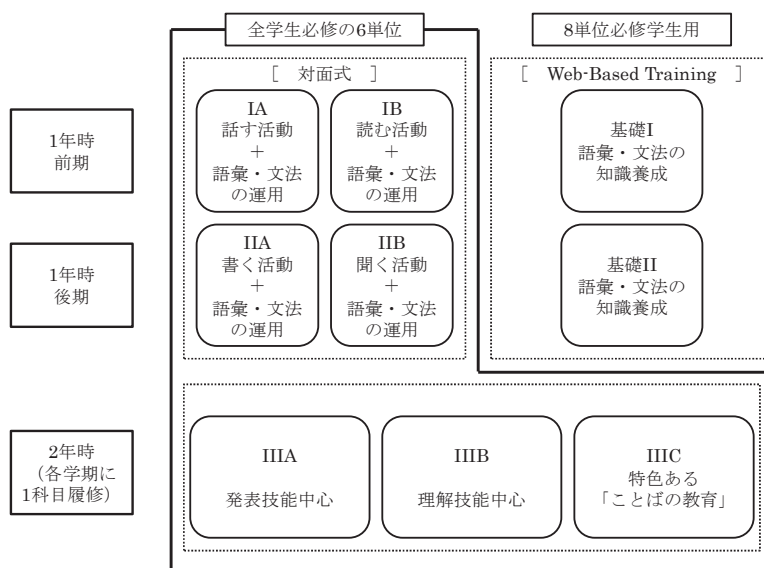 全学生必修の6単位
8単位必修学生用
[ 対面式 ]
[ Web-Based Training ]
1年時
前期
IA
話す活動
+
語彙・文法
の運用
IB
読む活動
+
語彙・文法
の運用
基礎I
語彙・文法の
知識養成
1年時
後期
IIA
書く活動
+
語彙・文法
の運用
IIB
聞く活動
+
語彙・文法
の運用
基礎II
語彙・文法の
知識養成
2年時
（各学期に
1科目履修）
IIIA
発表技能中心
IIIB
理解技能中心
IIIC
特色ある
「ことばの教育」